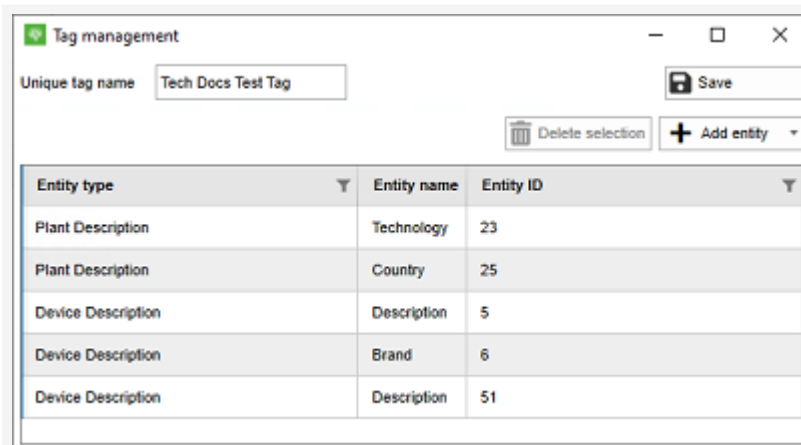 Tag management
Unique tag name Tech Docs Test Tag Save
Delete selection Add entity
Entity type Entity name Entity ID
Plant Description Technology 23
Plant Description Country 25
Device Description Description 5
Device Description Brand 6
Device Description Description 51